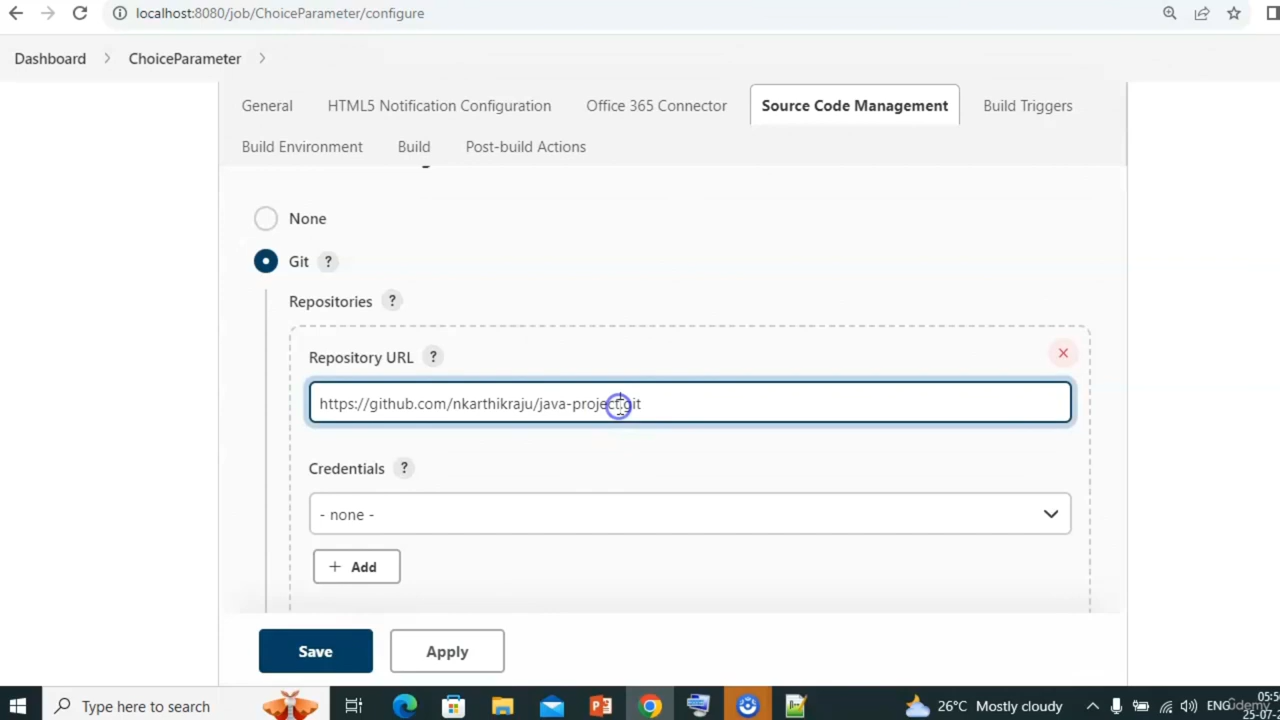 localhost:8080/job/ChoiceParameter/configure
Dashboard ChoiceParameter
General HTML5 Notification Configuration Office 365 Connector Source Code Management Build Triggers
Build Environment Build Post-build Actions
None
Git ?
Repositories ?
Repository URL ?
https://github.com/nkarthikraju/java-project.git
Credentials ?
- none -
+ Add
Save Apply
Type here to search 26°C Mostly cloudy ENG
Udemy